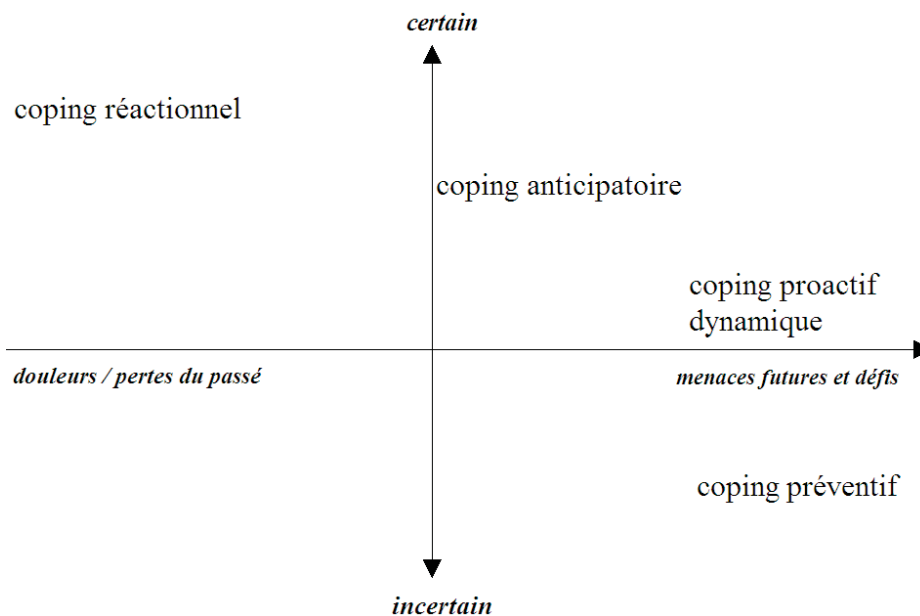 certain
coping réactionnel
coping anticipatoire
coping proactif
dynamique
douleurs / pertes du passé
menaces futures et défis
coping préventif
incertain